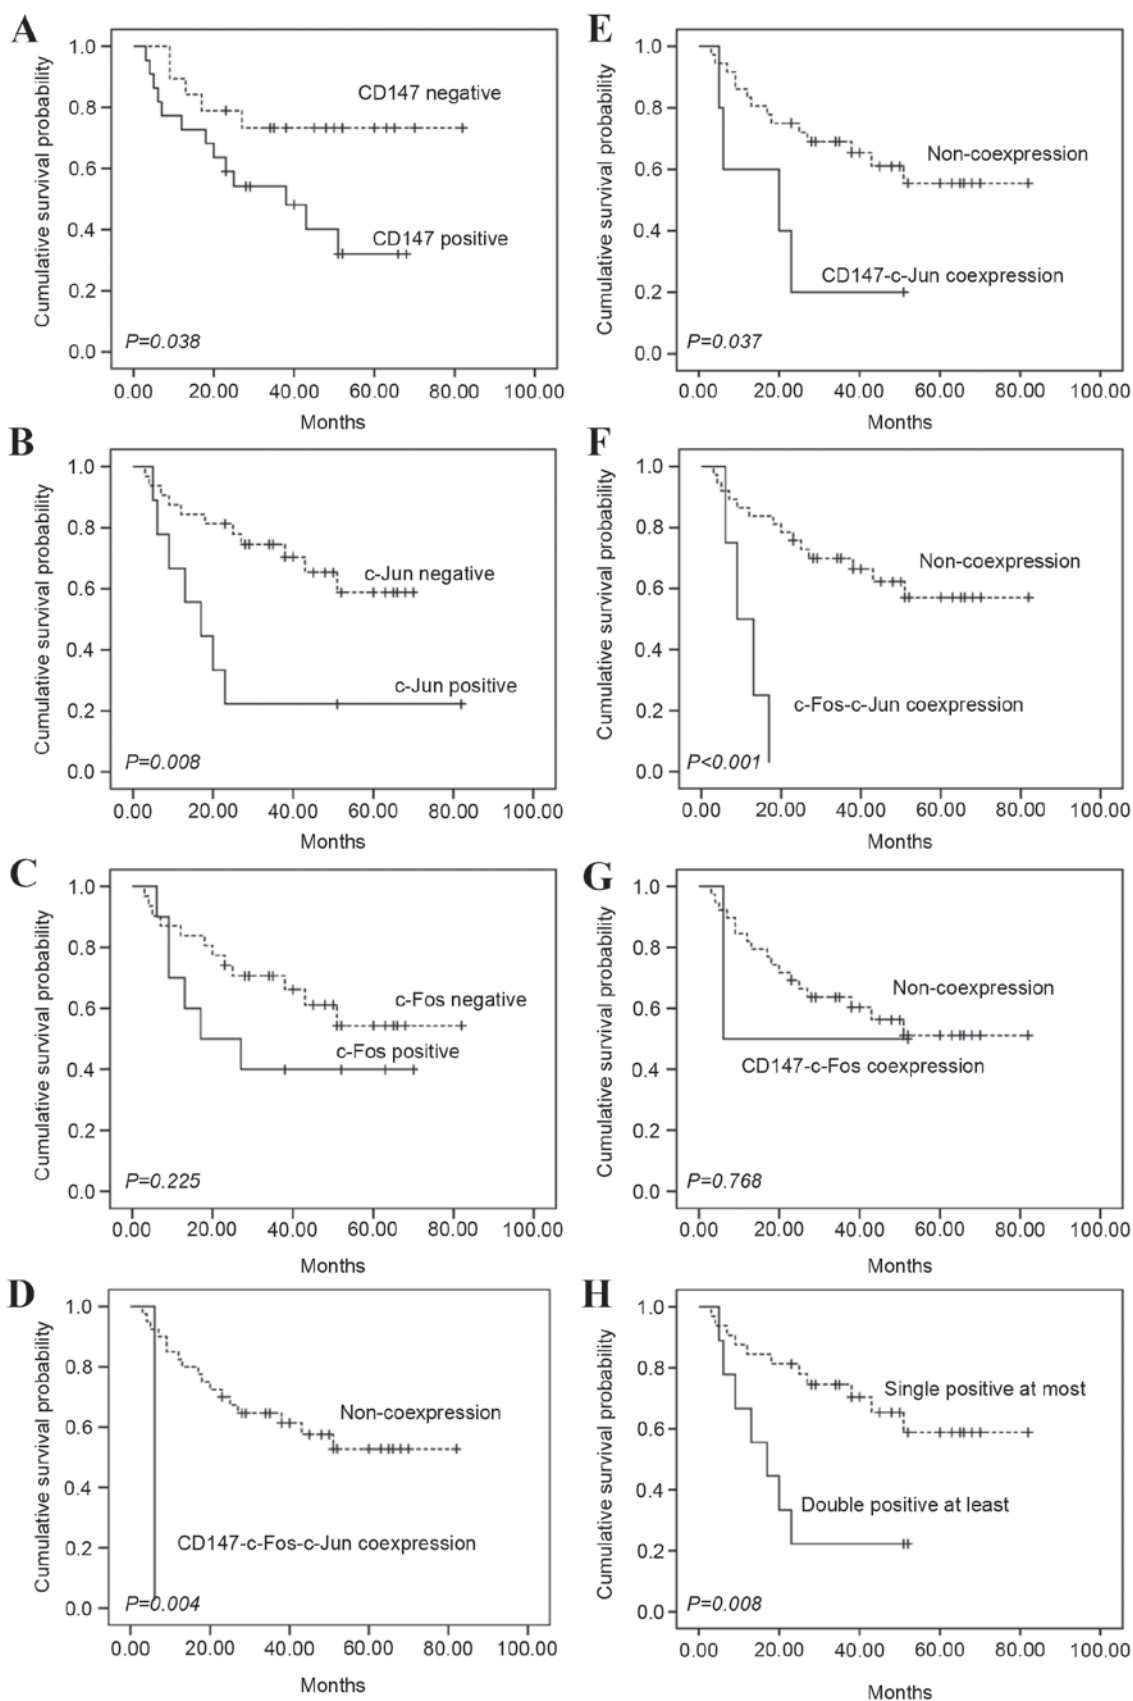 A
Cumulative survival probability
1.0
0.8
0.6
0.4
0.2
0.0
CD147 negative
CD147 positive
P=0.038
0.00 20.00 40.00 60.00 80.00 100.00
Months
E
Cumulative survival probability
1.0
0.8
0.6
0.4
0.2
0.0
Non-coexpression
CD147-c-Jun coexpression
P=0.037
0.00 20.00 40.00 60.00 80.00 100.00
Months
B
Cumulative survival probability
1.0
0.8
0.6
0.4
0.2
0.0
c-Jun negative
c-Jun positive
P=0.008
0.00 20.00 40.00 60.00 80.00 100.00
Months
F
Cumulative survival probability
1.0
0.8
0.6
0.4
0.2
0.0
Non-coexpression
c-Fos-c-Jun coexpression
P<0.001
0.00 20.00 40.00 60.00 80.00 100.00
Months
C
Cumulative survival probability
1.0
0.8
0.6
0.4
0.2
0.0
c-Fos negative
c-Fos positive
P=0.225
0.00 20.00 40.00 60.00 80.00 100.00
Months
G
Cumulative survival probability
1.0
0.8
0.6
0.4
0.2
0.0
Non-coexpression
CD147-c-Fos coexpression
P=0.768
0.00 20.00 40.00 60.00 80.00 100.00
Months
D
Cumulative survival probability
1.0
0.8
0.6
0.4
0.2
0.0
Non-coexpression
CD147-c-Fos-c-Jun coexpression
P=0.004
0.00 20.00 40.00 60.00 80.00 100.00
Months
H
Cumulative survival probability
1.0
0.8
0.6
0.4
0.2
0.0
Single positive at most
Double positive at least
P=0.008
0.00 20.00 40.00 60.00 80.00 100.00
Months